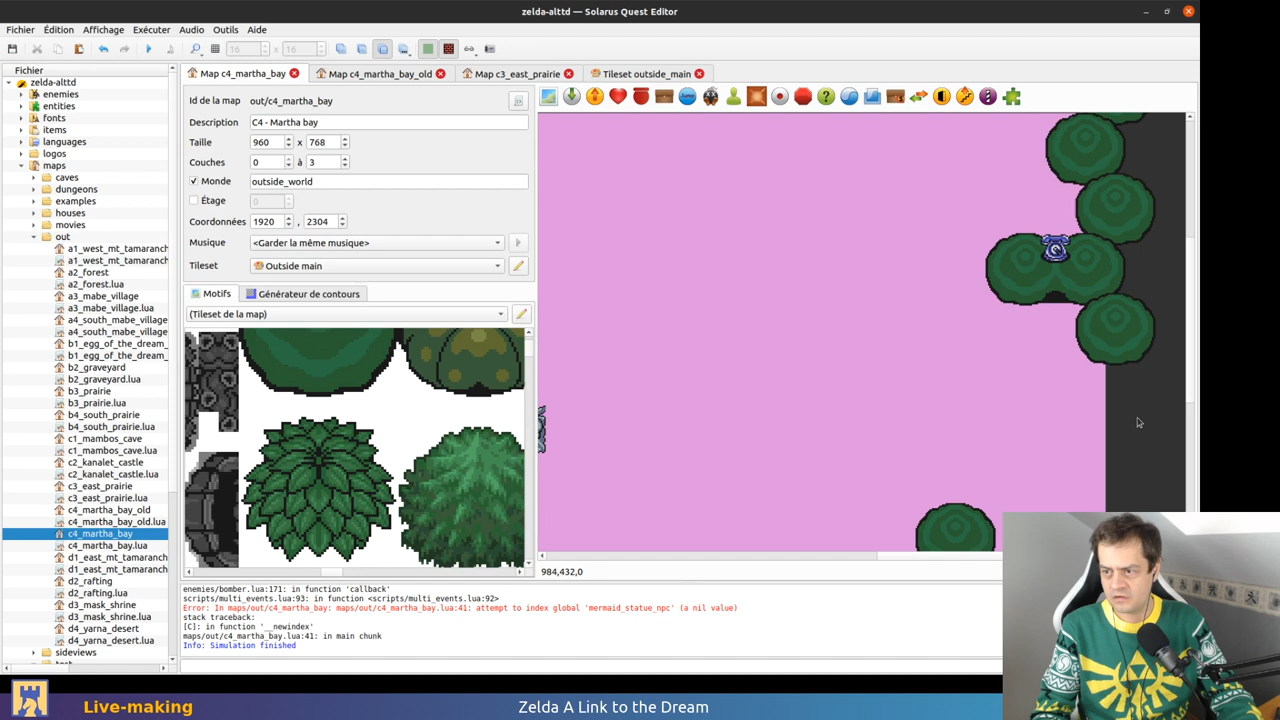 zelda-alttd — Solarus Quest Editor
Fichier Édition Affichage Exécuter Audio Outils Aide
16 x 16
Fichier
zelda-alttd
enemies
entities
fonts
items
languages
logos
maps
caves
dungeons
examples
houses
movies
out
a1_west_mt_tamaranch
a1_west_mt_tamaranch
a2_forest
a2_forest.lua
a3_mabe_village
a3_mabe_village.lua
a4_south_mabe_village
a4_south_mabe_village
b1_egg_of_the_dream_
b1_egg_of_the_dream_
b2_graveyard
b2_graveyard.lua
b3_prairie
b3_prairie.lua
b4_south_prairie
b4_south_prairie.lua
c1_mambos_cave
c1_mambos_cave.lua
c2_kanalet_castle
c2_kanalet_castle.lua
c3_east_prairie
c3_east_prairie.lua
c4_martha_bay_old
c4_martha_bay_old.lua
c4_martha_bay
c4_martha_bay.lua
d1_east_mt_tamaranch
d1_east_mt_tamaranch
d2_rafting
d2_rafting.lua
d3_mask_shrine
d3_mask_shrine.lua
d4_yarna_desert
d4_yarna_desert.lua
sideviews
Map c4_martha_bay Map c4_martha_bay_old Map c3_east_prairie Tileset outside_main
Id de la map out/c4_martha_bay
Description C4 - Martha bay
Taille 960 x 768
Couches 0 à 3
Monde outside_world
Étage 0
Coordonnées 1920 , 2304
Musique <Garder la même musique>
Tileset Outside main
Motifs Générateur de contours
(Tileset de la map)
984,432,0
enemies/bomber.lua:171: in function 'callback'
scripts/multi_events.lua:93: in function <scripts/multi_events.lua:92>
Error: In maps/out/c4_martha_bay: maps/out/c4_martha_bay.lua:41: attempt to index global 'mermaid_statue_npc' (a nil value)
stack traceback:
[C]: in function '__newindex'
maps/out/c4_martha_bay.lua:41: in main chunk
Info: Simulation finished
Live-making
Zelda A Link to the Dream